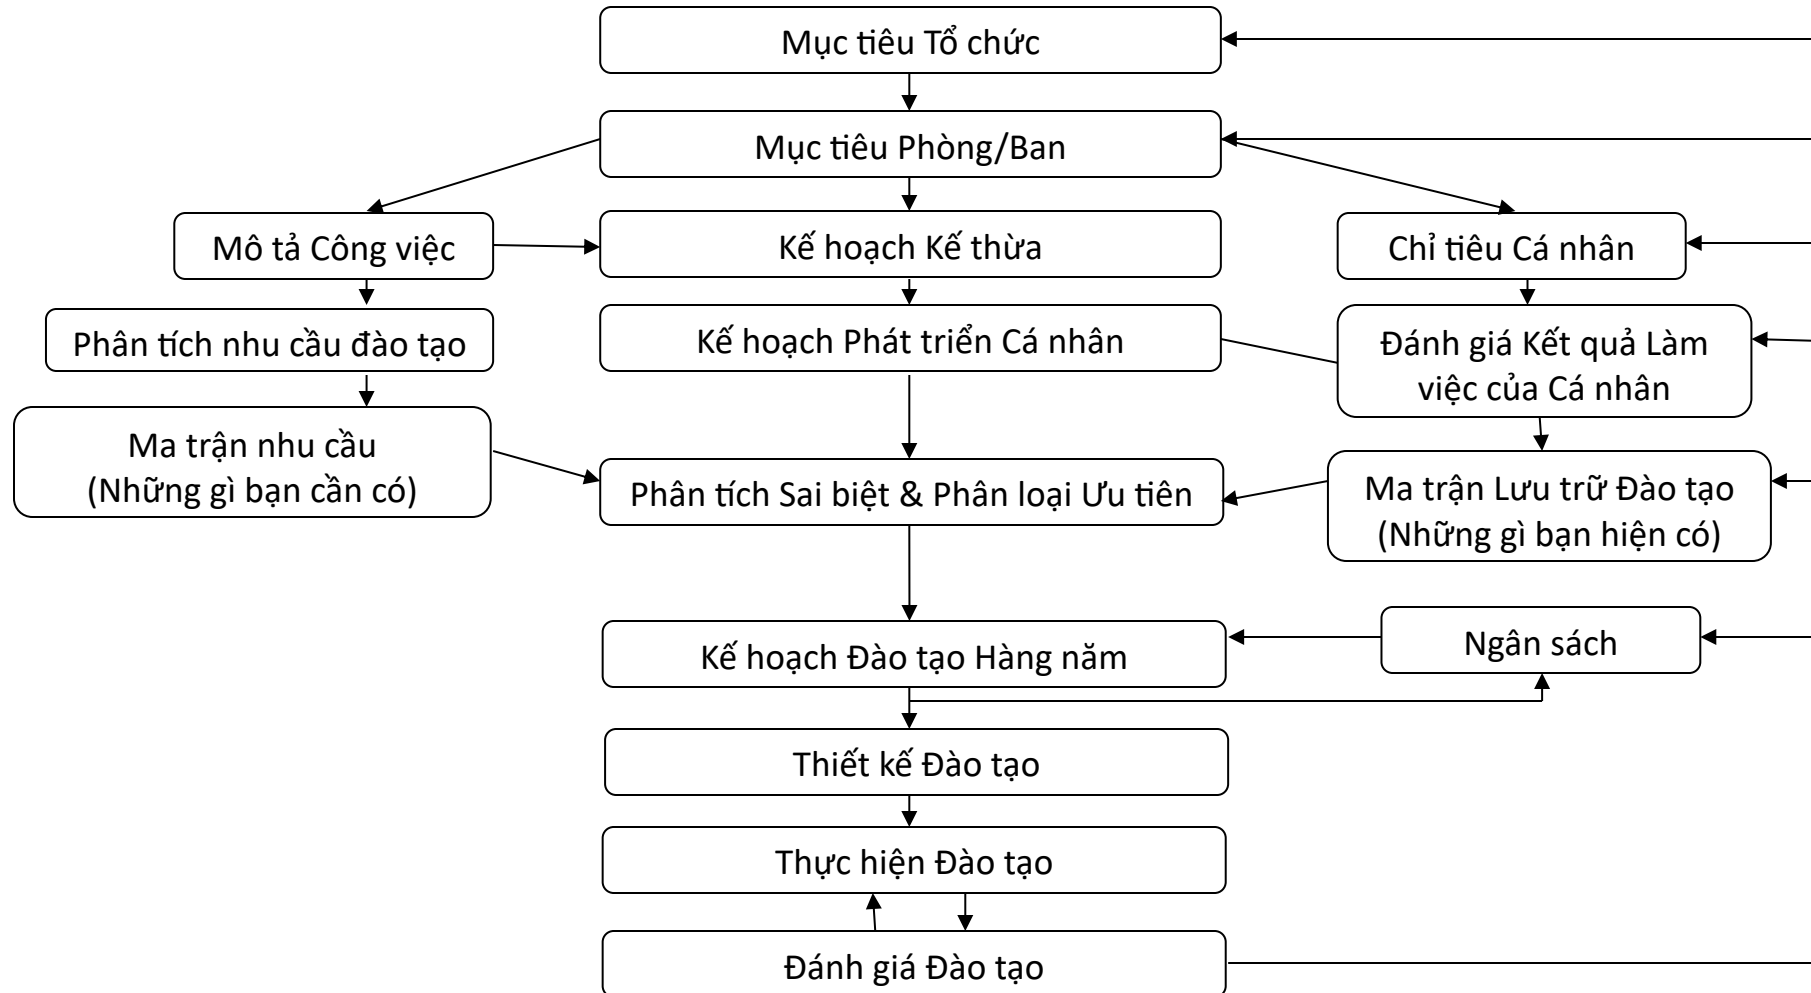 Mục tiêu Tổ chức
Mục tiêu Phòng/Ban
Mô tả Công việc
Kế hoạch Kế thừa
Chỉ tiêu Cá nhân
Phân tích nhu cầu đào tạo
Kế hoạch Phát triển Cá nhân
Đánh giá Kết quả Làm
việc của Cá nhân
Ma trận nhu cầu
(Những gì bạn cần có)
Phân tích Sai biệt & Phân loại Ưu tiên
Ma trận Lưu trữ Đào tạo
(Những gì bạn hiện có)
Kế hoạch Đào tạo Hàng năm
Ngân sách
Thiết kế Đào tạo
Thực hiện Đào tạo
Đánh giá Đào tạo